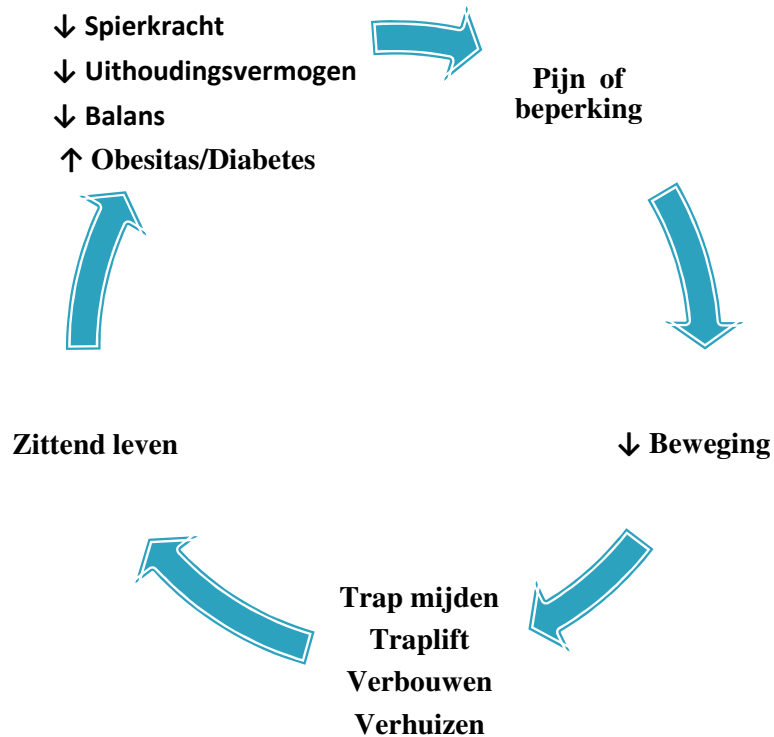 ↓ Spierkracht
↓ Uithoudingsvermogen
↓ Balans
↑ Obesitas/Diabetes
Pijn of
beperking
↓ Beweging
Trap mijden
Traplift
Verbouwen
Verhuizen
Zittend leven